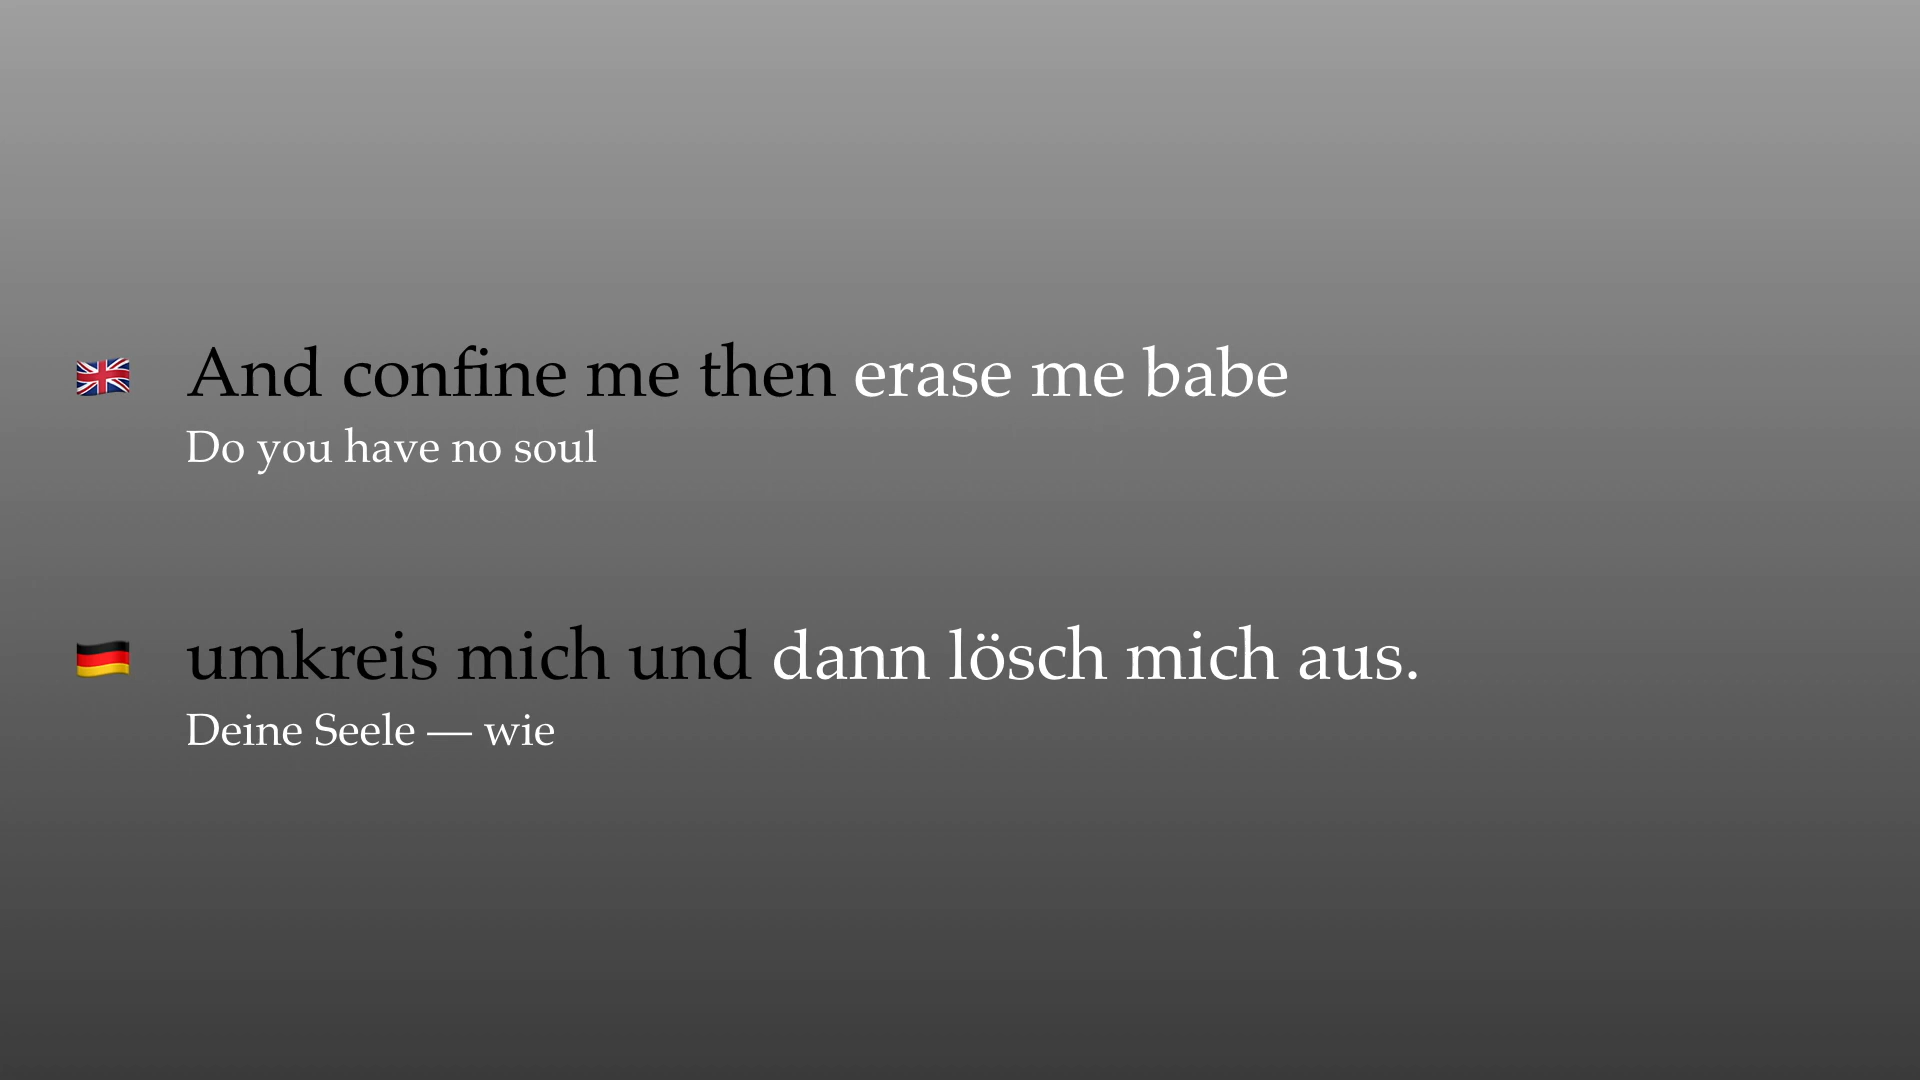 And confine me then erase me babe
Do you have no soul
umkreis mich und dann lösch mich aus.
Deine Seele — wie